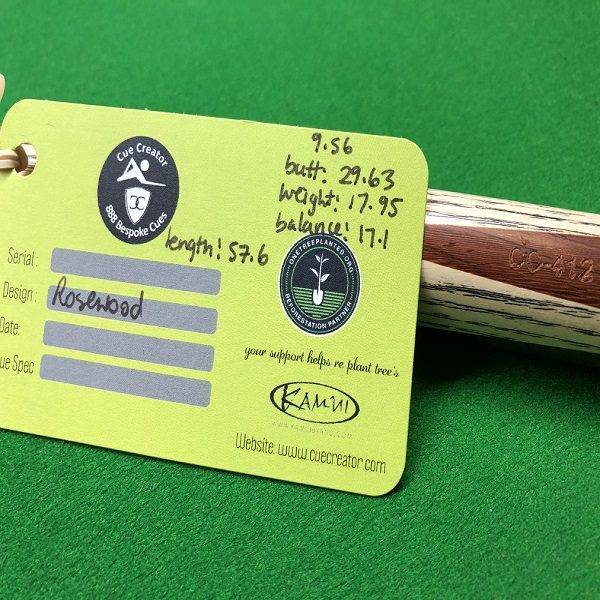 Cue Creator
888 Bespoke Cues
9.56
butt: 29.63
weight: 17.95
balance: 17.1
length: 57.6
Serial:
Design: Rosewood
Date:
ue Spec
ONETREEPLANTED.ORG
REFORESTATION PARTNER
your support helps re plant tree's
KAMUI
Website: www.cuecreator.com
CC-418